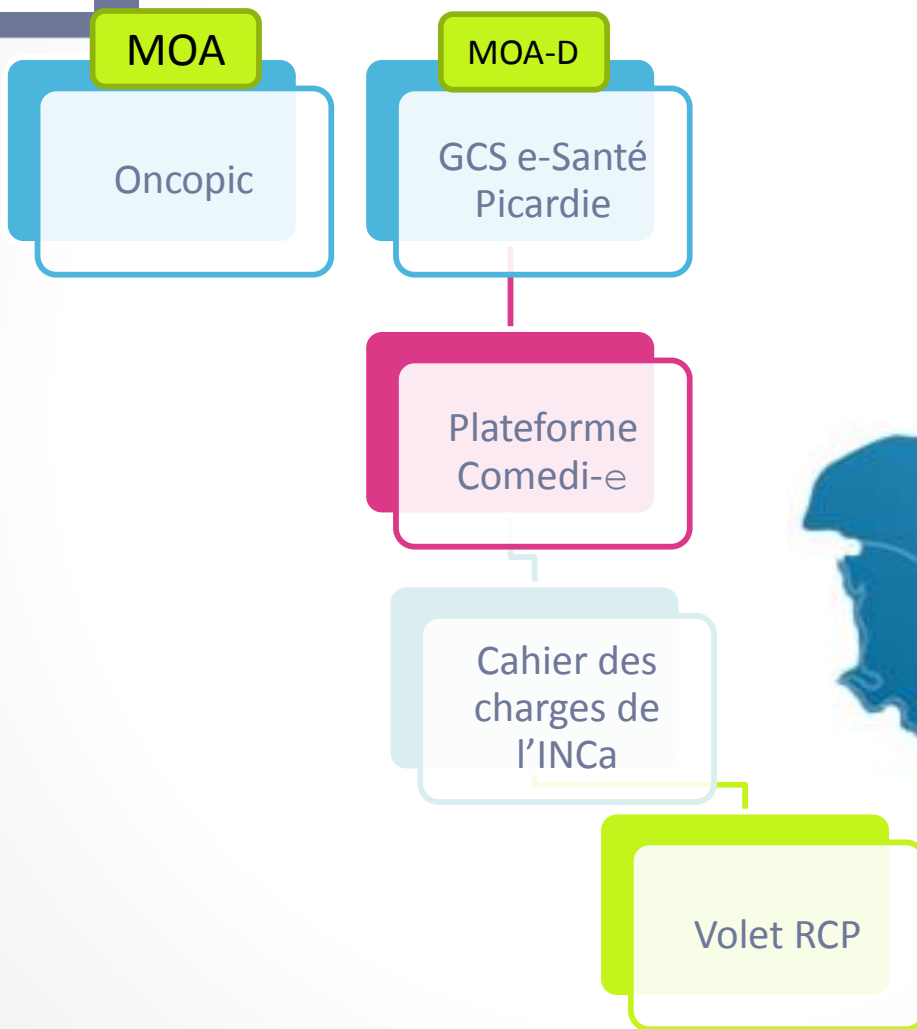 MOA
MOA-D
Oncopic
GCS e-Santé
Picardie
Plateforme
Comedi-e
Cahier des
charges de
l’INCa
Volet RCP